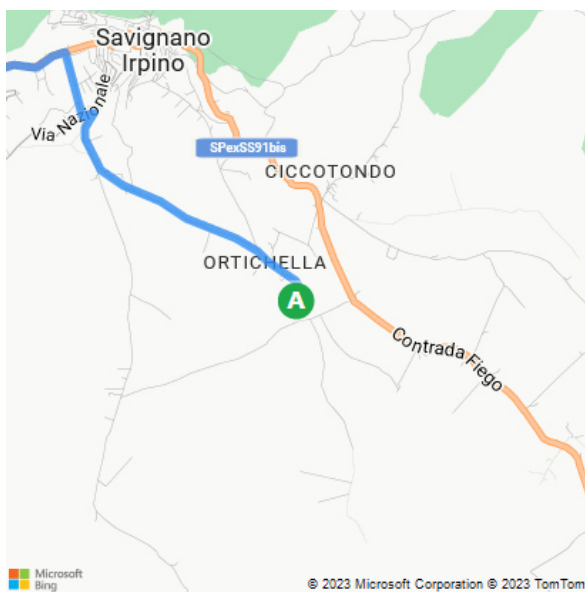 Savignano
Irpino
Via Nazionale
SPexSS91bis
CICCOTONDO
ORTICHELLA
A
Contrada Fiego
Microsoft
Bing
© 2023 Microsoft Corporation © 2023 TomTom